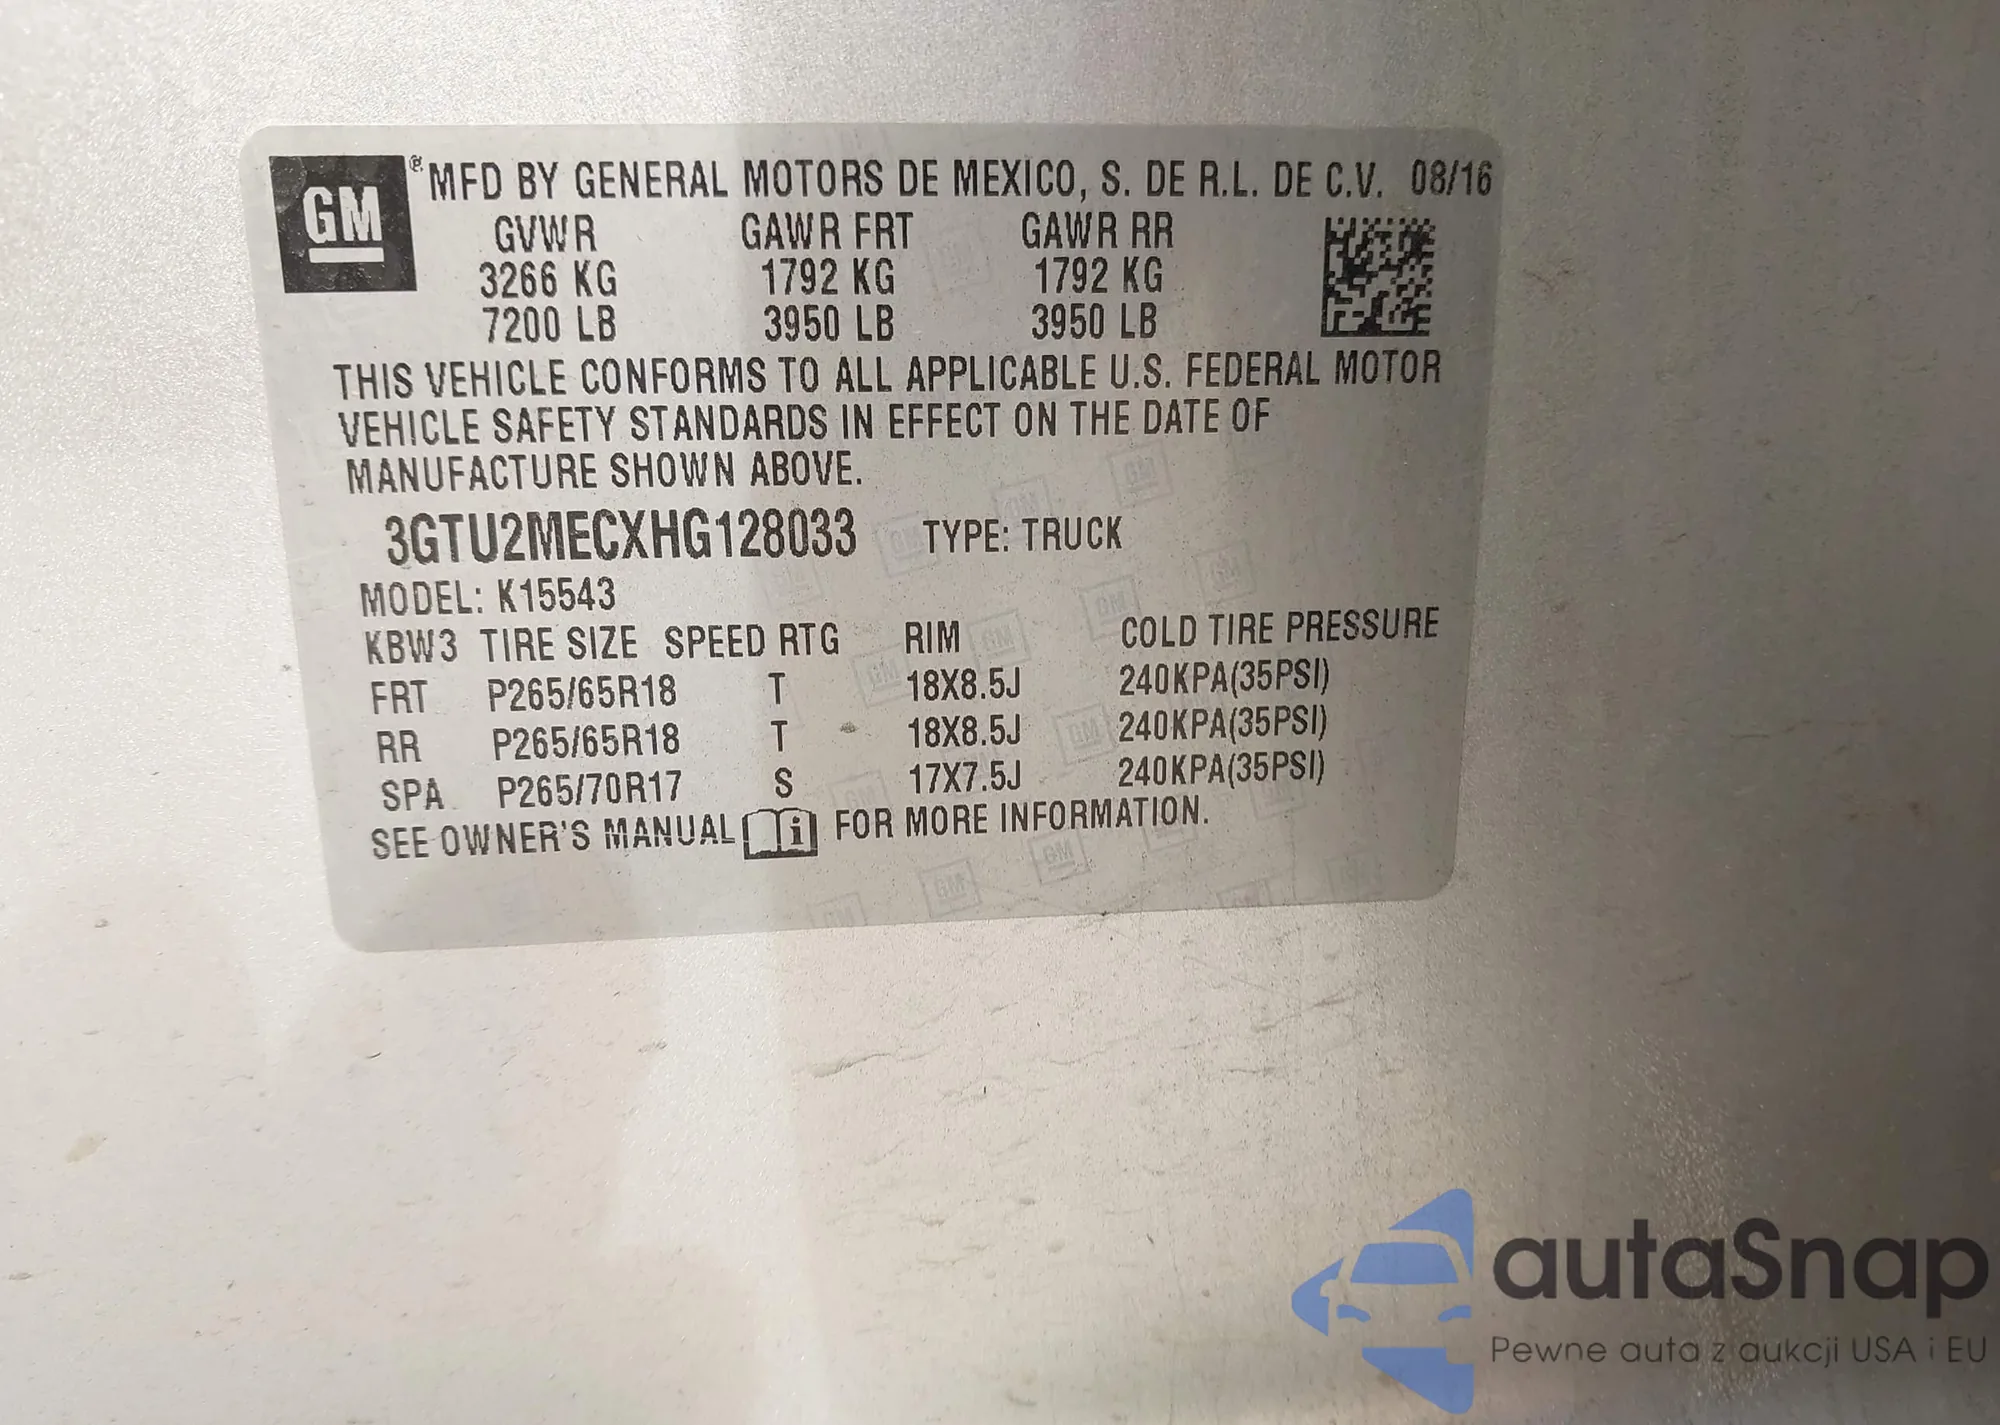 GM ® MFD BY GENERAL MOTORS DE MEXICO, S. DE R.L. DE C.V. 08/16
GVWR GAWR FRT GAWR RR
3266 KG 1792 KG 1792 KG
7200 LB 3950 LB 3950 LB
THIS VEHICLE CONFORMS TO ALL APPLICABLE U.S. FEDERAL MOTOR
VEHICLE SAFETY STANDARDS IN EFFECT ON THE DATE OF
MANUFACTURE SHOWN ABOVE.
3GTU2MECXHG128033 TYPE: TRUCK
MODEL: K15543
KBW3 TIRE SIZE SPEED RTG RIM COLD TIRE PRESSURE
FRT P265/65R18 T 18X8.5J 240KPA(35PSI)
RR P265/65R18 T 18X8.5J 240KPA(35PSI)
SPA P265/70R17 S 17X7.5J 240KPA(35PSI)
SEE OWNER'S MANUAL i FOR MORE INFORMATION.
autaSnap
Pewne auta z aukcji USA i EU